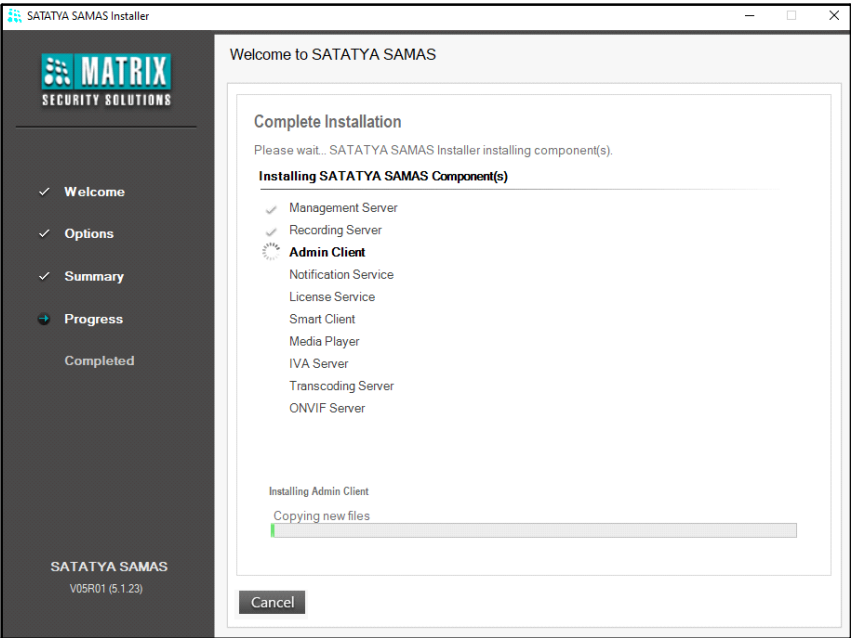 SATATYA SAMAS Installer
MATRIX
SECURITY SOLUTIONS
Welcome
Options
Summary
Progress
Completed
SATATYA SAMAS
V05R01 (5.1.23)
Welcome to SATATYA SAMAS
Complete Installation
Please wait... SATATYA SAMAS Installer installing component(s).
Installing SATATYA SAMAS Component(s)
Management Server
Recording Server
Admin Client
Notification Service
License Service
Smart Client
Media Player
IVA Server
Transcoding Server
ONVIF Server
Installing Admin Client
Copying new files
Cancel